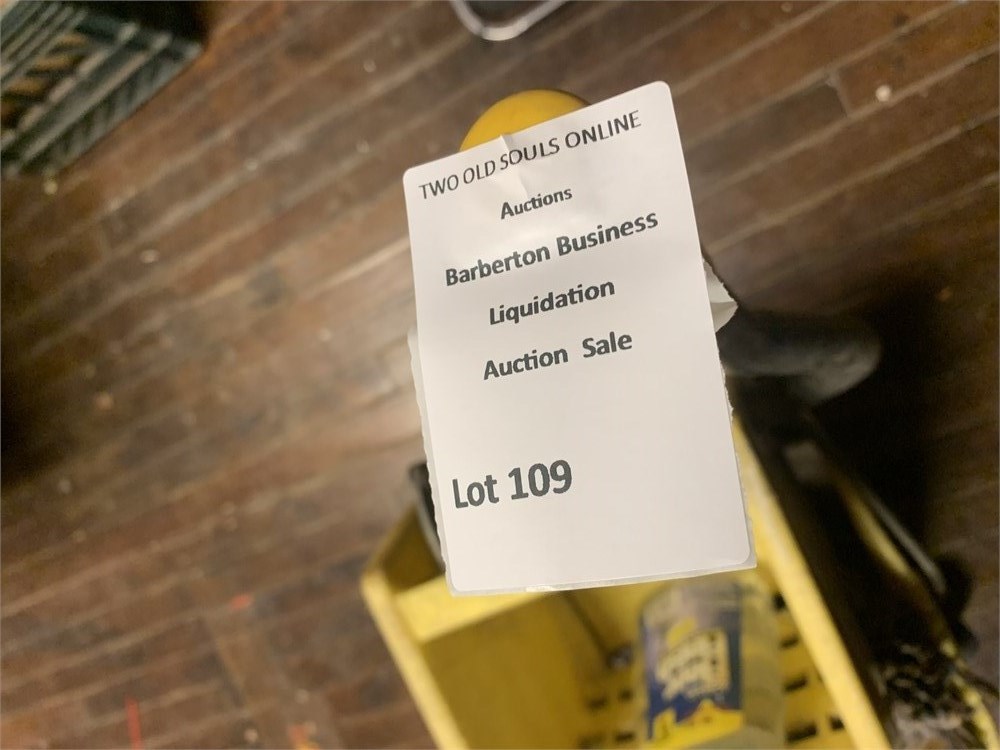 TWO OLD SOULS ONLINE
Auctions
Barberton Business
Liquidation
Auction Sale
Lot 109